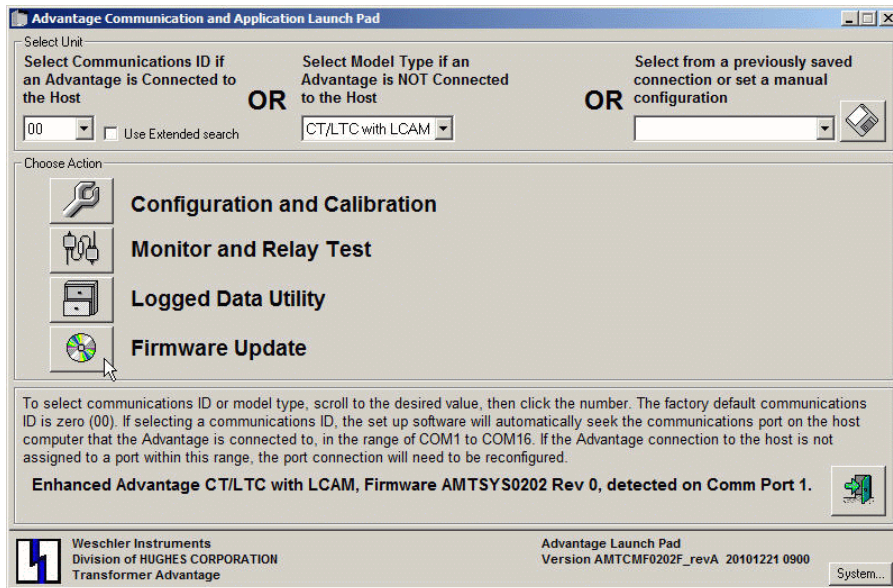 Advantage Communication and Application Launch Pad
Select Unit
Select Communications ID if
an Advantage is Connected to
the Host
OR
Select Model Type if an
Advantage is NOT Connected
to the Host
OR
Select from a previously saved
connection or set a manual
configuration
00
Use Extended search
CT/LTC with LCAM
Choose Action
Configuration and Calibration
Monitor and Relay Test
Logged Data Utility
Firmware Update
To select communications ID or model type, scroll to the desired value, then click the number. The factory default communications
ID is zero (00). If selecting a communications ID, the set up software will automatically seek the communications port on the host
computer that the Advantage is connected to, in the range of COM1 to COM16. If the Advantage connection to the host is not
assigned to a port within this range, the port connection will need to be reconfigured.
Enhanced Advantage CT/LTC with LCAM, Firmware AMTSYS0202 Rev 0, detected on Comm Port 1.
Weschler Instruments
Division of HUGHES CORPORATION
Transformer Advantage
Advantage Launch Pad
Version AMTCMF0202F_revA 20101221 0900
System...